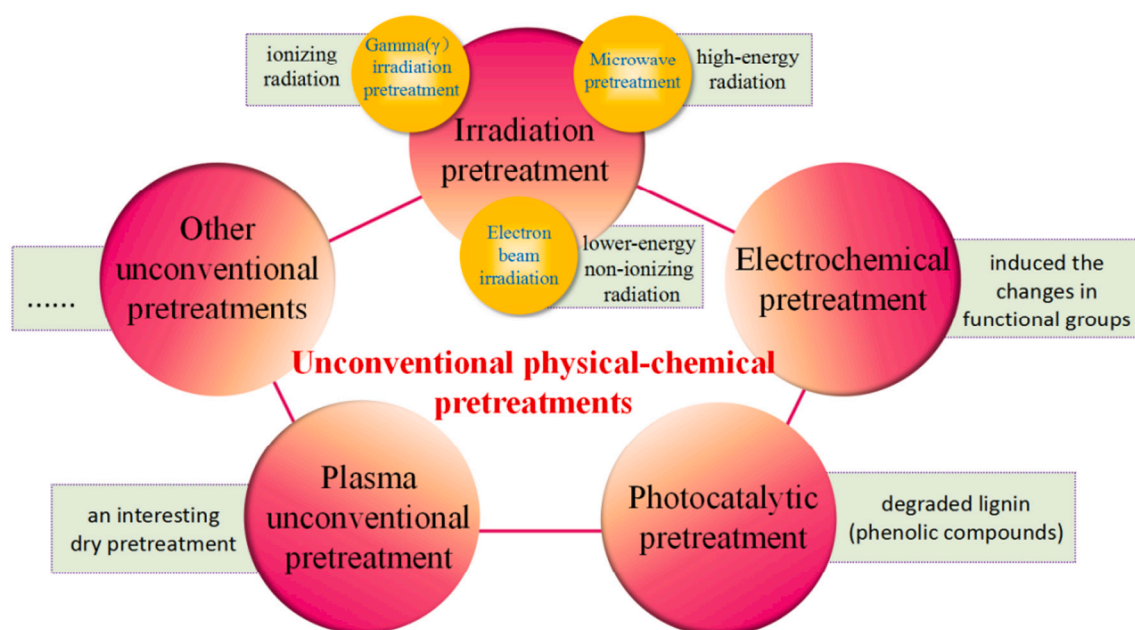 ionizing
radiation
Gamma(γ)
irradiation
pretreatment
Microwave
pretreatment
high-energy
radiation
Irradiation
pretreatment
Electron
beam
irradiation
lower-energy
non-ionizing
radiation
Other
unconventional
pretreatments
......
Electrochemical
pretreatment
induced the
changes in
functional groups
Unconventional physical-chemical
pretreatments
Plasma
unconventional
pretreatment
an interesting
dry pretreatment
Photocatalytic
pretreatment
degraded lignin
(phenolic compounds)